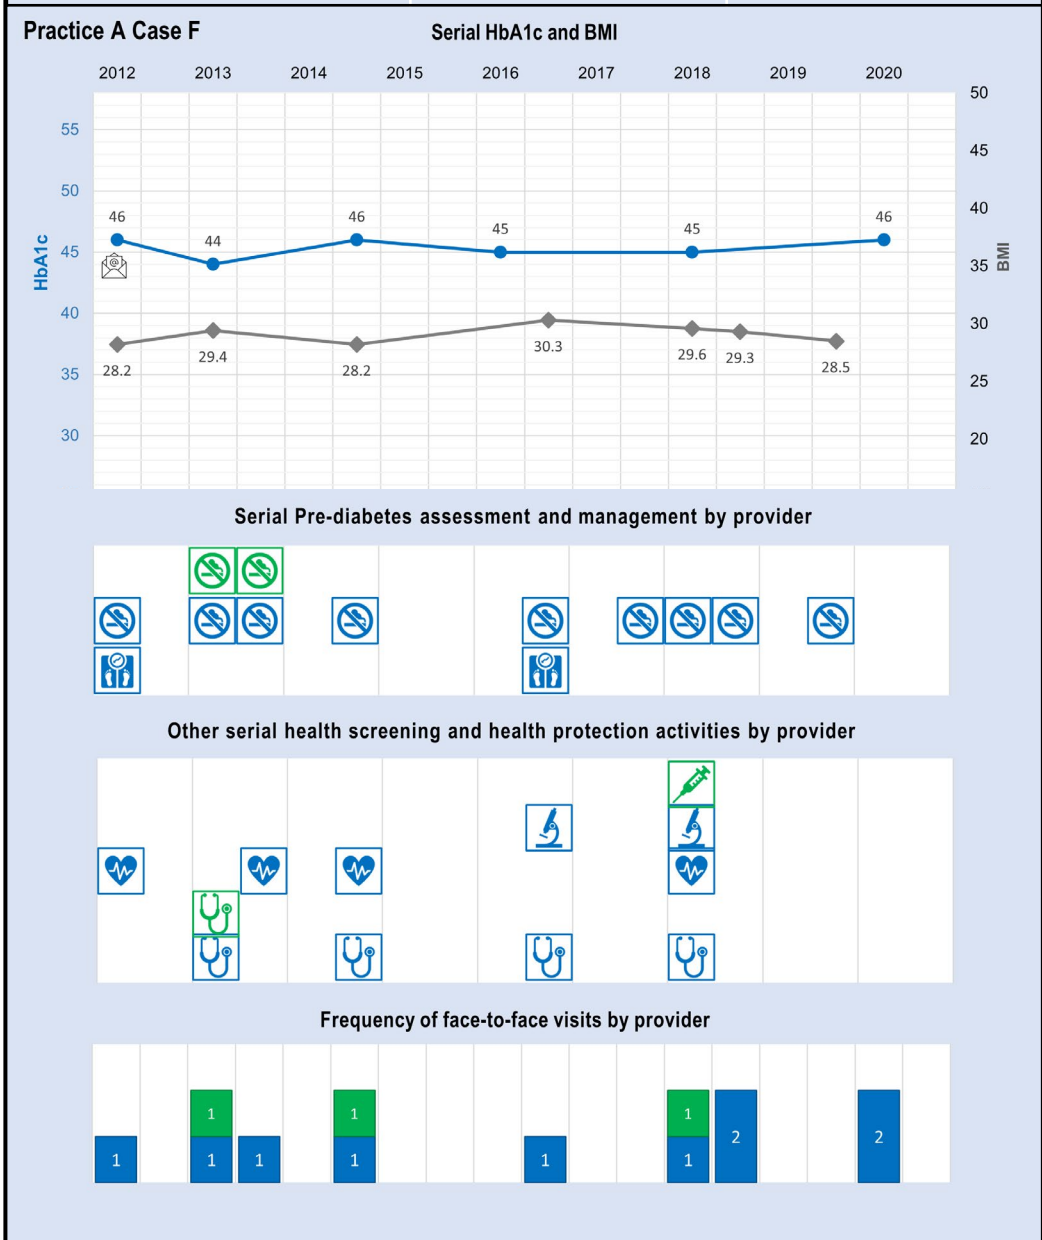 Practice A Case F
Serial HbA1c and BMI
2012 2013 2014 2015 2016 2017 2018 2019 2020
50
55
45
50
40
46 44 46 45 45 46
45
35
HbA1c
BMI
@
40
30
28.2 29.4 28.2 30.3 29.6 29.3 28.5
35
25
30
20
Serial Pre-diabetes assessment and management by provider
Other serial health screening and health protection activities by provider
Frequency of face-to-face visits by provider
1 1 1
1 1 1 1 1 1 2 2